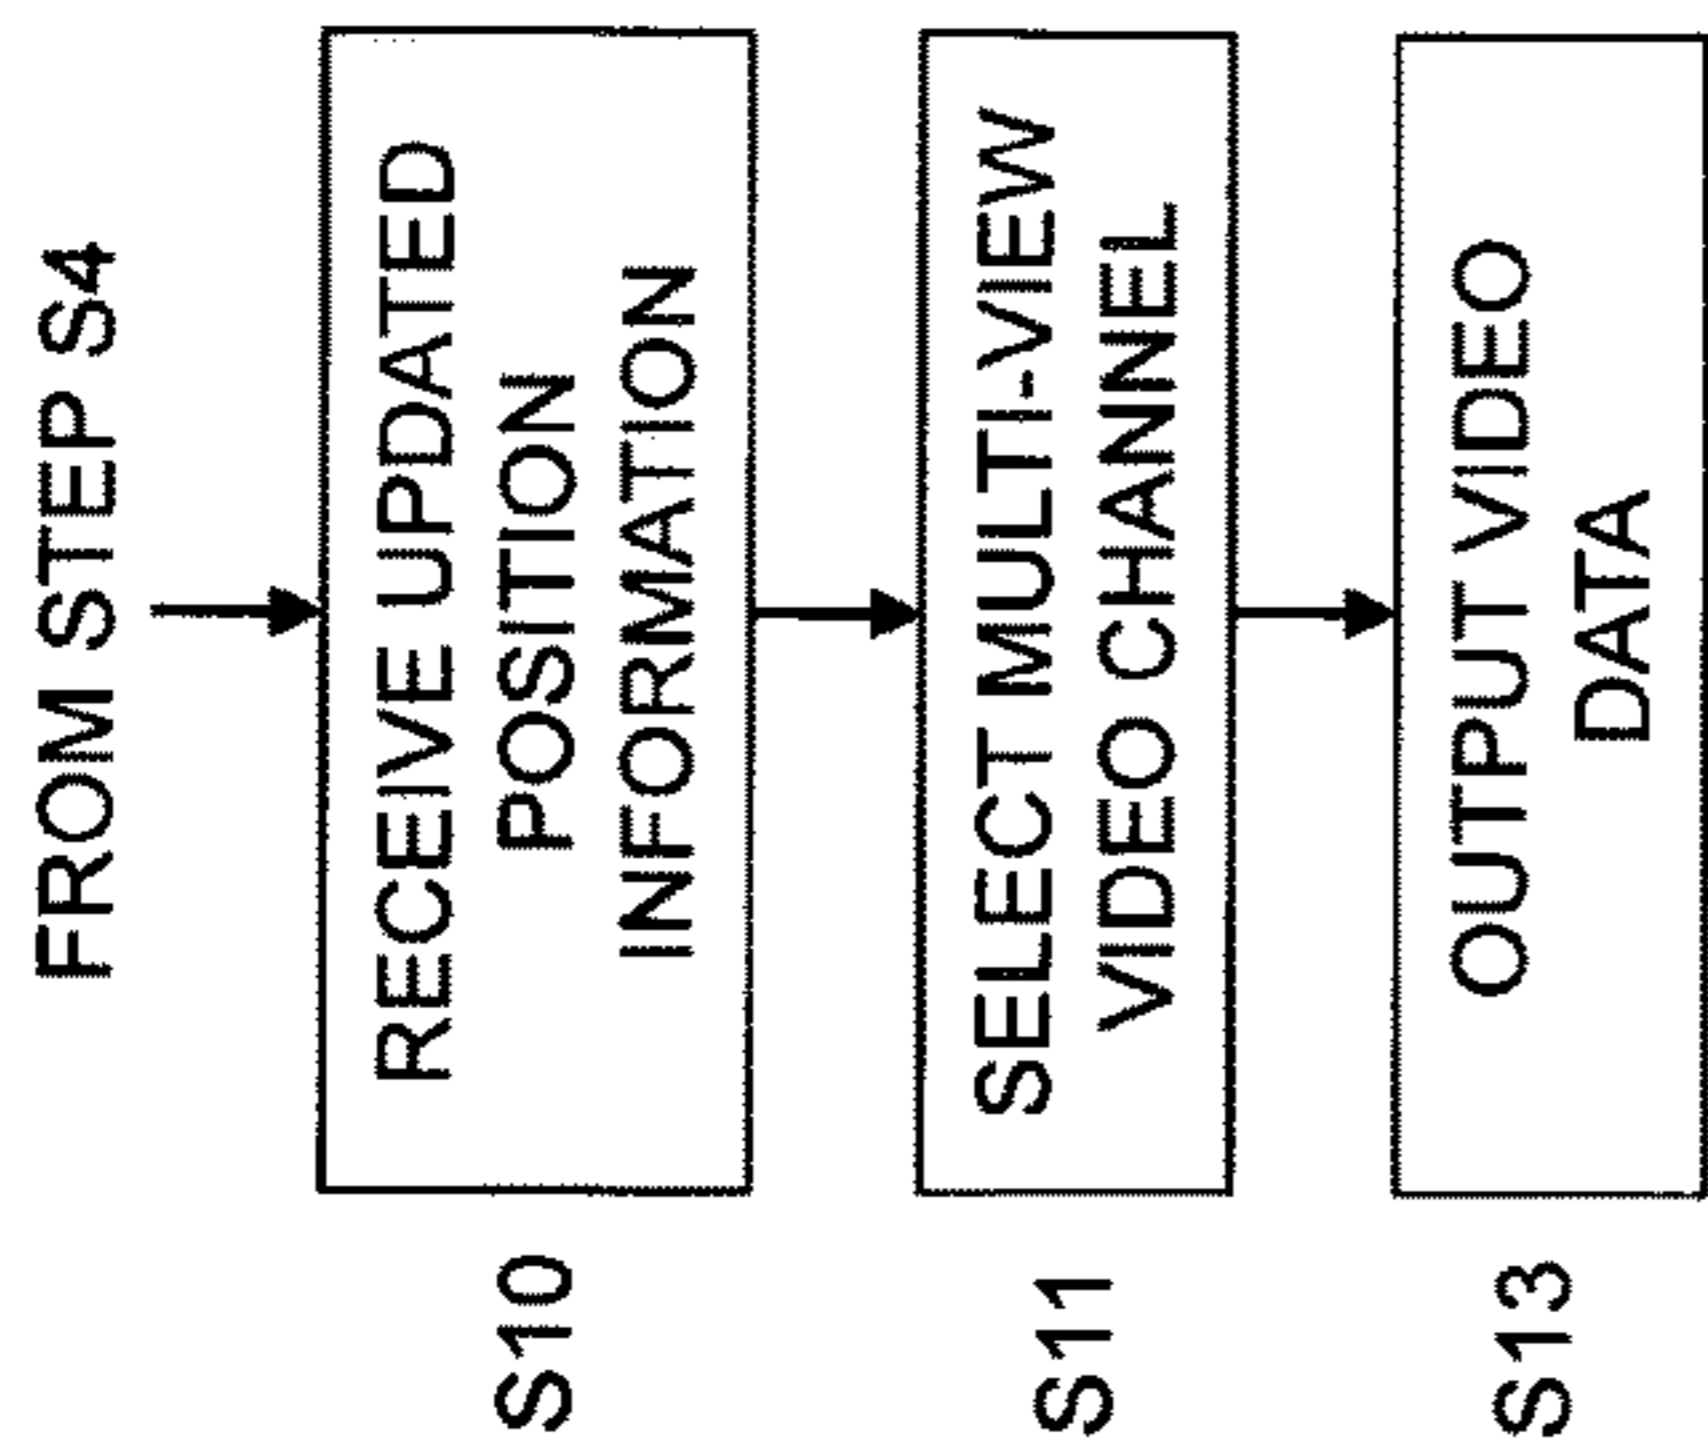 FROM STEP S4
S10
RECEIVE UPDATED
POSITION
INFORMATION
S11
SELECT MULTI-VIEW
VIDEO CHANNEL
S13
OUTPUT VIDEO
DATA